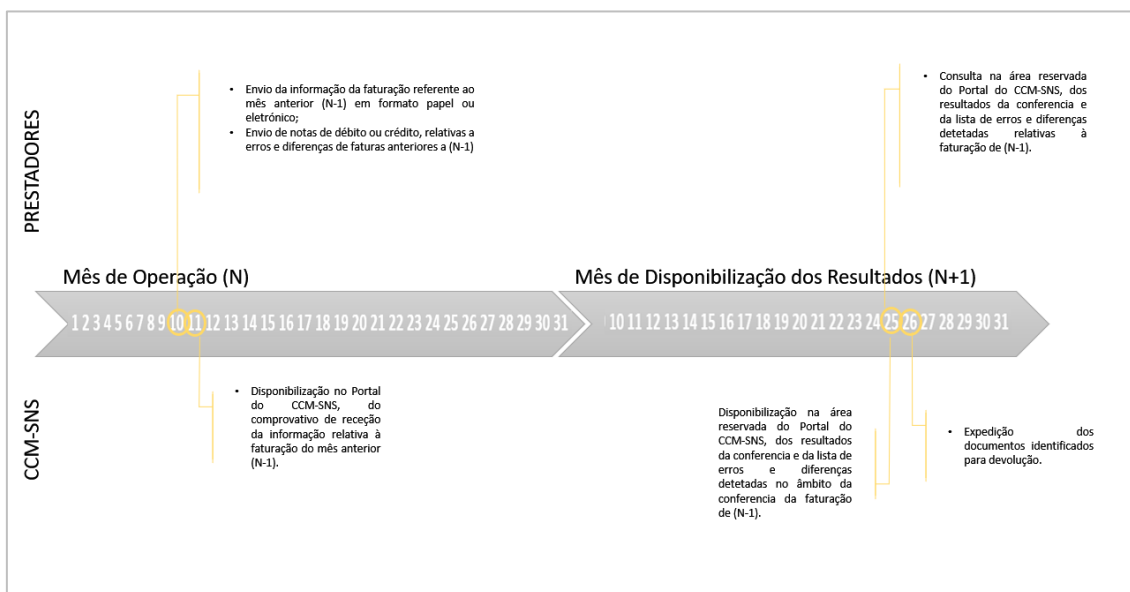 PRESTADORES
• Envio da informação da faturação referente ao
mês anterior (N-1) em formato papel ou
eletrónico;
• Envio de notas de débito ou crédito, relativas a
erros e diferenças de faturas anteriores a (N-1)
• Consulta na área reservada
do Portal do CCM-SNS, dos
resultados da conferencia e
da lista de erros e diferenças
detetadas relativas à
faturação de (N-1).
Mês de Operação (N)
Mês de Disponibilização dos Resultados (N+1)
1 2 3 4 5 6 7 8 9 10 11 12 13 14 15 16 17 18 19 20 21 22 23 24 25 26 27 28 29 30 31
10 11 12 13 14 15 16 17 18 19 20 21 22 23 24 25 26 27 28 29 30 31
CCM-SNS
• Disponibilização no Portal
do CCM-SNS, do
comprovativo de receção
da informação relativa à
faturação do mês anterior
(N-1).
Disponibilização na área
reservada do Portal do
CCM-SNS, dos resultados
da conferencia e da lista de
erros e diferenças
detetadas no âmbito da
conferencia da faturação
de (N-1).
• Expedição dos
documentos identificados
para devolução.